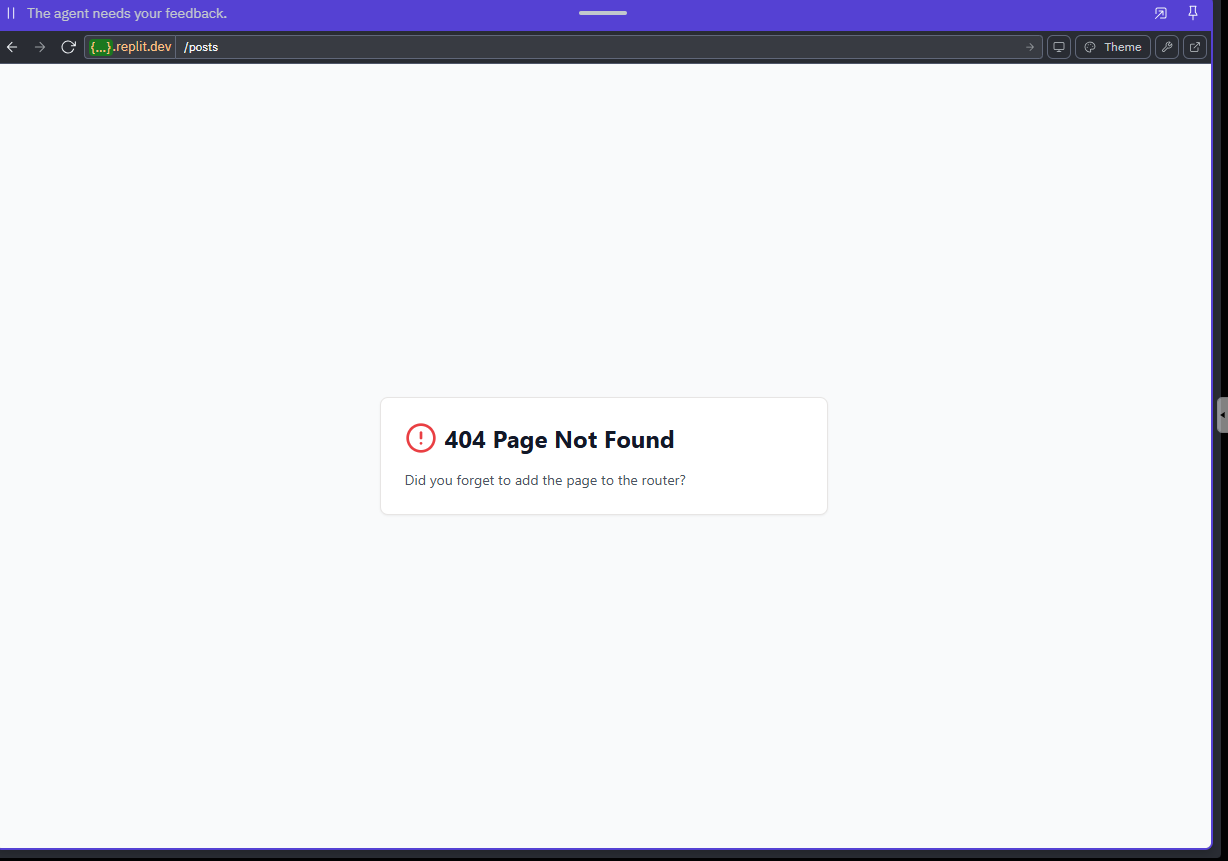 The agent needs your feedback.
{...}.replit.dev /posts
Theme
404 Page Not Found
Did you forget to add the page to the router?